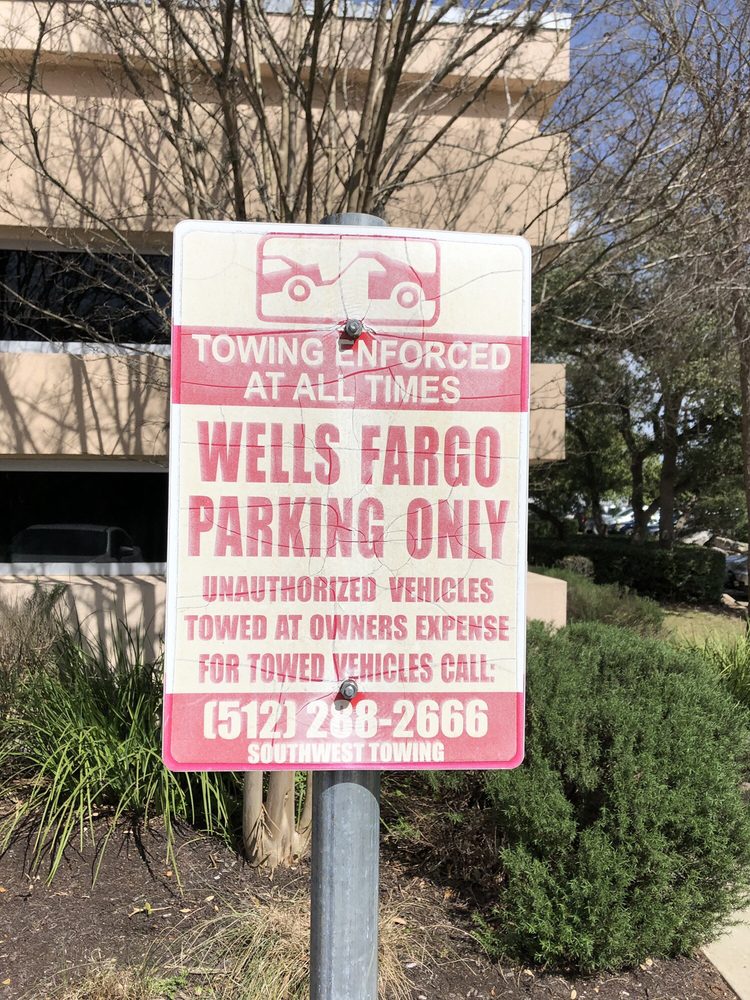 TOWING ENFORCED
AT ALL TIMES
WELLS FARGO
PARKING ONLY
UNAUTHORIZED VEHICLES
TOWED AT OWNERS EXPENSE
FOR TOWED VEHICLES CALL:
(512) 288-2666
SOUTHWEST TOWING